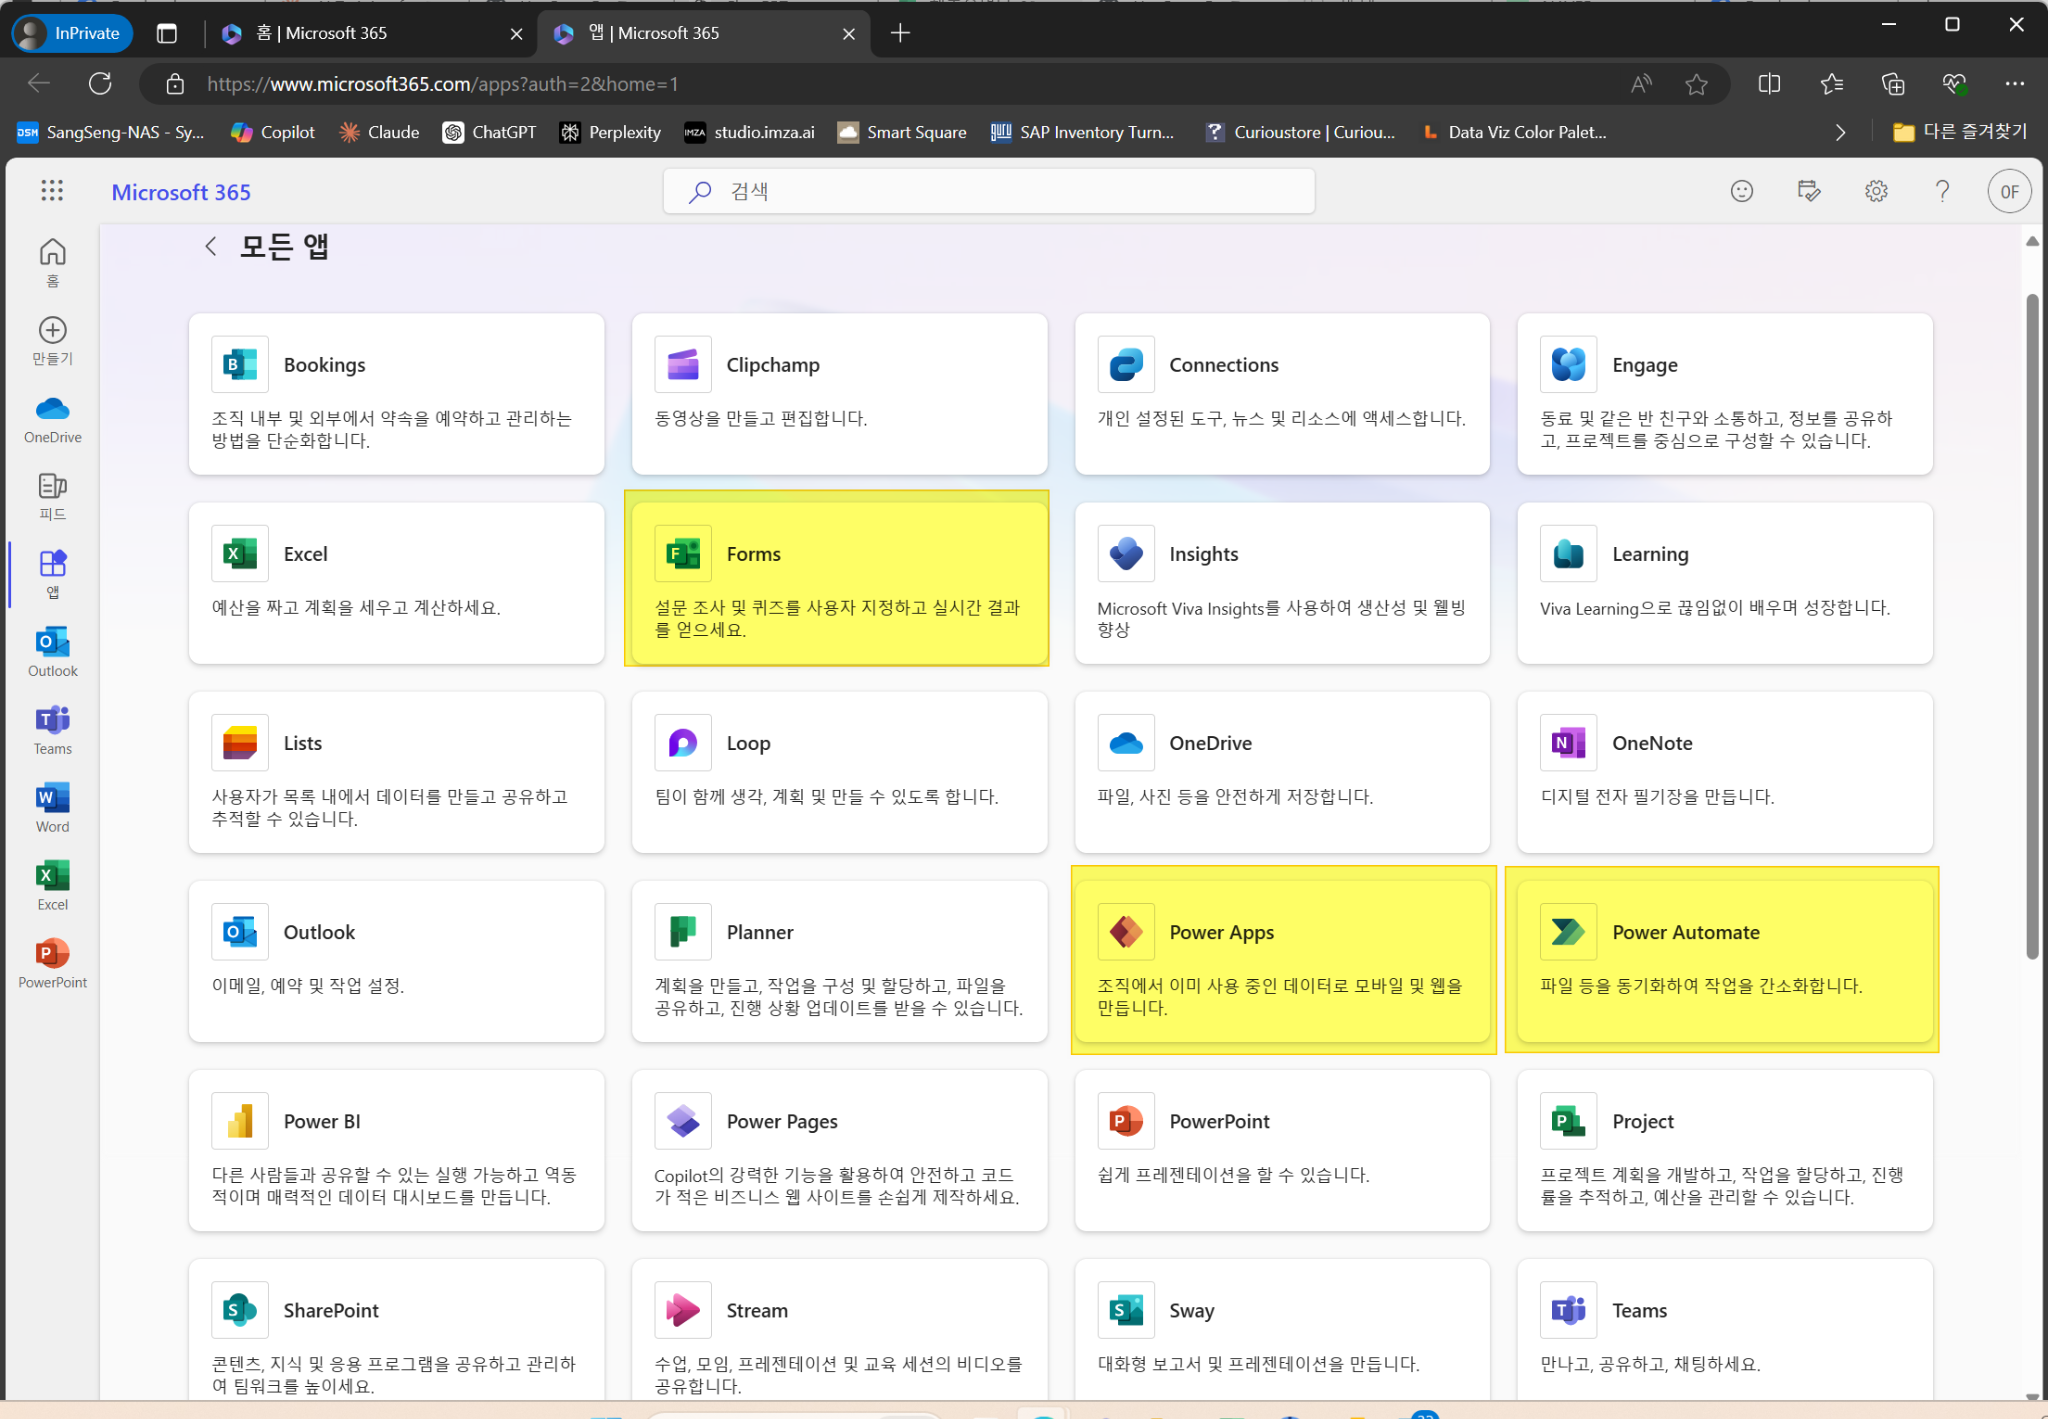 InPrivate
홈 | Microsoft 365
앱 | Microsoft 365
https://www.microsoft365.com/apps?auth=2&home=1
SangSeng-NAS - Sy...
Copilot
Claude
ChatGPT
Perplexity
studio.imza.ai
Smart Square
SAP Inventory Turn...
Curioustore | Curiou...
Data Viz Color Palet...
다른 즐겨찾기
Microsoft 365
검색
OF
홈
만들기
OneDrive
피드
앱
Outlook
Teams
Word
Excel
PowerPoint
모든 앱
Bookings
조직 내부 및 외부에서 약속을 예약하고 관리하는
방법을 단순화합니다.
Clipchamp
동영상을 만들고 편집합니다.
Connections
개인 설정된 도구, 뉴스 및 리소스에 액세스합니다.
Engage
동료 및 같은 반 친구와 소통하고, 정보를 공유하
고, 프로젝트를 중심으로 구성할 수 있습니다.
Excel
예산을 짜고 계획을 세우고 계산하세요.
Forms
설문 조사 및 퀴즈를 사용자 지정하고 실시간 결과
를 얻으세요.
Insights
Microsoft Viva Insights를 사용하여 생산성 및 웰빙
향상
Learning
Viva Learning으로 끊임없이 배우며 성장합니다.
Lists
사용자가 목록 내에서 데이터를 만들고 공유하고
추적할 수 있습니다.
Loop
팀이 함께 생각, 계획 및 만들 수 있도록 합니다.
OneDrive
파일, 사진 등을 안전하게 저장합니다.
OneNote
디지털 전자 필기장을 만듭니다.
Outlook
이메일, 예약 및 작업 설정.
Planner
계획을 만들고, 작업을 구성 및 할당하고, 파일을
공유하고, 진행 상황 업데이트를 받을 수 있습니다.
Power Apps
조직에서 이미 사용 중인 데이터로 모바일 및 웹을
만듭니다.
Power Automate
파일 등을 동기화하여 작업을 간소화합니다.
Power BI
다른 사람들과 공유할 수 있는 실행 가능하고 역동
적이며 매력적인 데이터 대시보드를 만듭니다.
Power Pages
Copilot의 강력한 기능을 활용하여 안전하고 코드
가 적은 비즈니스 웹 사이트를 손쉽게 제작하세요.
PowerPoint
쉽게 프레젠테이션을 할 수 있습니다.
Project
프로젝트 계획을 개발하고, 작업을 할당하고, 진행
률을 추적하고, 예산을 관리할 수 있습니다.
SharePoint
콘텐츠, 지식 및 응용 프로그램을 공유하고 관리하
여 팀워크를 높이세요.
Stream
수업, 모임, 프레젠테이션 및 교육 세션의 비디오를
공유합니다.
Sway
대화형 보고서 및 프레젠테이션을 만듭니다.
Teams
만나고, 공유하고, 채팅하세요.